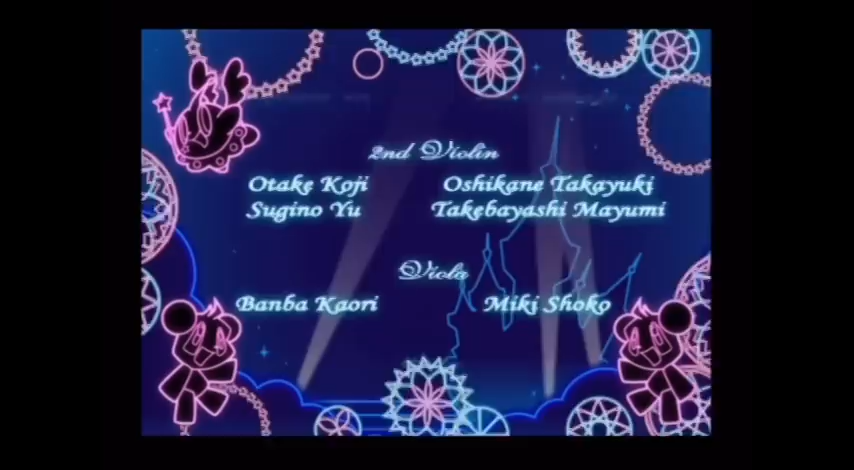 2nd Violin
Otake Koji Oshikane Takayuki
Sugino Yu Takebayashi Mayumi
Viola
Banba Kaori Miki Shoko